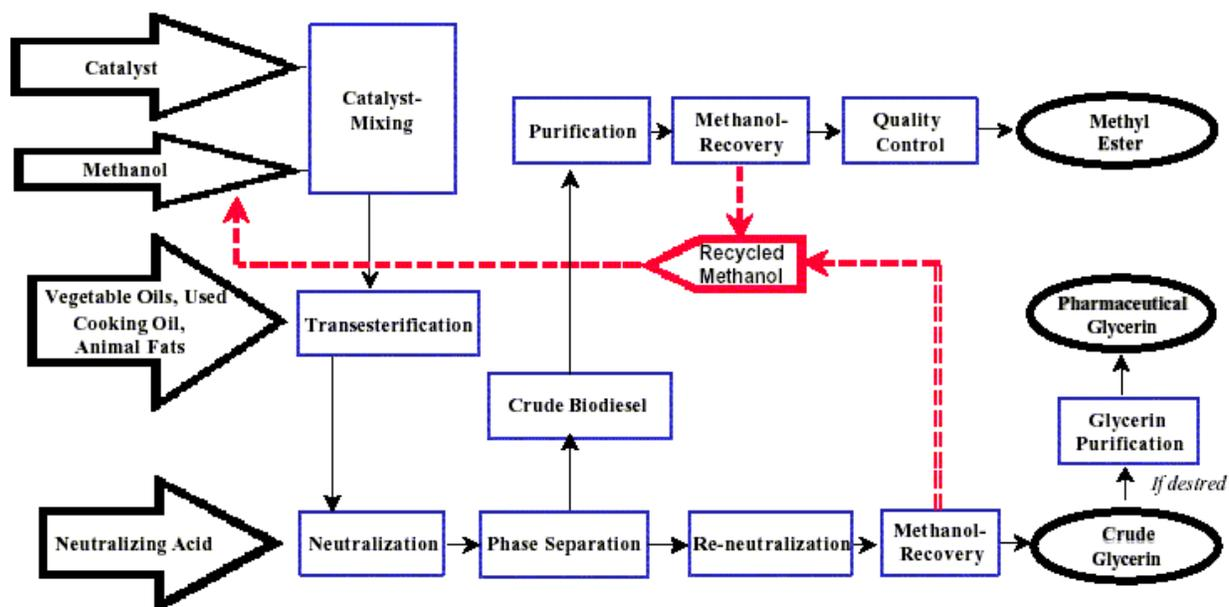 Catalyst
Catalyst-
Mixing
Methanol
Purification
Methanol-
Recovery
Quality
Control
Methyl
Ester
Recycled
Methanol
Vegetable Oils, Used
Cooking Oil,
Animal Fats
Transesterification
Pharmaceutical
Glycerin
Crude Biodiesel
Glycerin
Purification
If desired
Neutralizing Acid
Neutralization
Phase Separation
Re-neutralization
Methanol-
Recovery
Crude
Glycerin